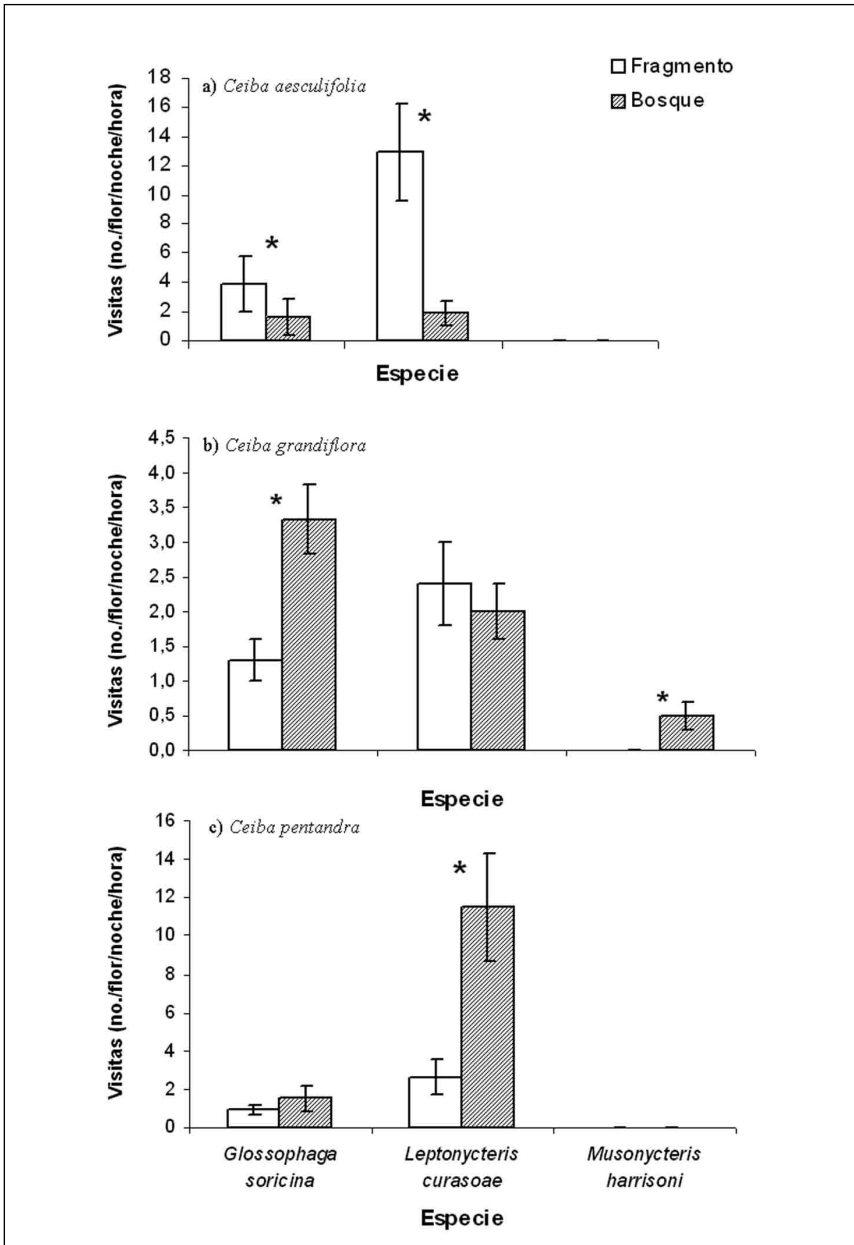 Fragmento
Bosque
a) Ceiba aesculifolia
Visitas (no./flor/noche/hora)
18
16
14
12
10
8
6
4
2
0
*
*
Especie
b) Ceiba grandiflora
Visitas (no./flor/noche/hora)
4,5
4,0
3,5
3,0
2,5
2,0
1,5
1,0
0,5
0,0
*
*
Especie
c) Ceiba pentandra
Visitas (no./flor/noche/hora)
16
14
12
10
8
6
4
2
0
*
Glossophaga soricina
Leptonycteris curasoae
Musonycteris harrisoni
Especie